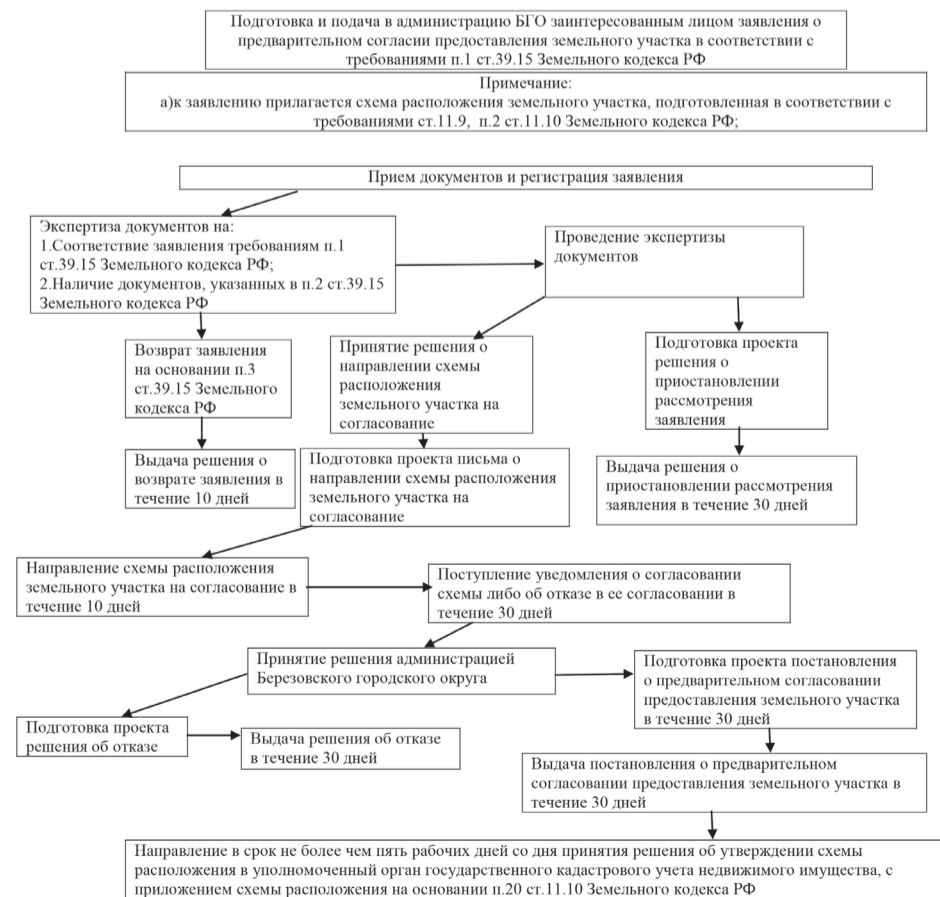 Подготовка и подача в администрацию БГО заинтересованным лицом заявления о
предварительном согласии предоставления земельного участка в соответствии с
требованиями п.1 ст.39.15 Земельного кодекса РФ
Примечание:
а)к заявлению прилагается схема расположения земельного участка, подготовленная в соответствии с
требованиями ст.11.9, п.2 ст.11.10 Земельного кодекса РФ;
Прием документов и регистрация заявления
Экспертиза документов на:
1.Соответствие заявления требованиям п.1
ст.39.15 Земельного кодекса РФ;
2.Наличие документов, указанных в п.2 ст.39.15
Земельного кодекса РФ
Проведение экспертизы
документов
Возврат заявления
на основании п.3
ст.39.15 Земельного
кодекса РФ
Принятие решения о
направлении схемы
расположения
земельного участка на
согласование
Подготовка проекта
решения о
приостановлении
рассмотрения
заявления
Выдача решения о
возврате заявления в
течение 10 дней
Подготовка проекта письма о
направлении схемы расположения
земельного участка на
согласование
Выдача решения о
приостановлении рассмотрения
заявления в течение 30 дней
Направление схемы расположения
земельного участка на согласование в
течение 10 дней
Поступление уведомления о согласовании
схемы либо об отказе в ее согласовании в
течение 30 дней
Принятие решения администрацией
Березовского городского округа
Подготовка проекта постановления
о предварительном согласовании
предоставления земельного участка
в течение 30 дней
Подготовка проекта
решения об отказе
Выдача решения об отказе
в течение 30 дней
Выдача постановления о предварительном
согласовании предоставления земельного участка в
течение 30 дней
Направление в срок не более чем пять рабочих дней со дня принятия решения об утверждении схемы
расположения в уполномоченный орган государственного кадастрового учета недвижимого имущества, с
приложением схемы расположения на основании п.20 ст.11.10 Земельного кодекса РФ